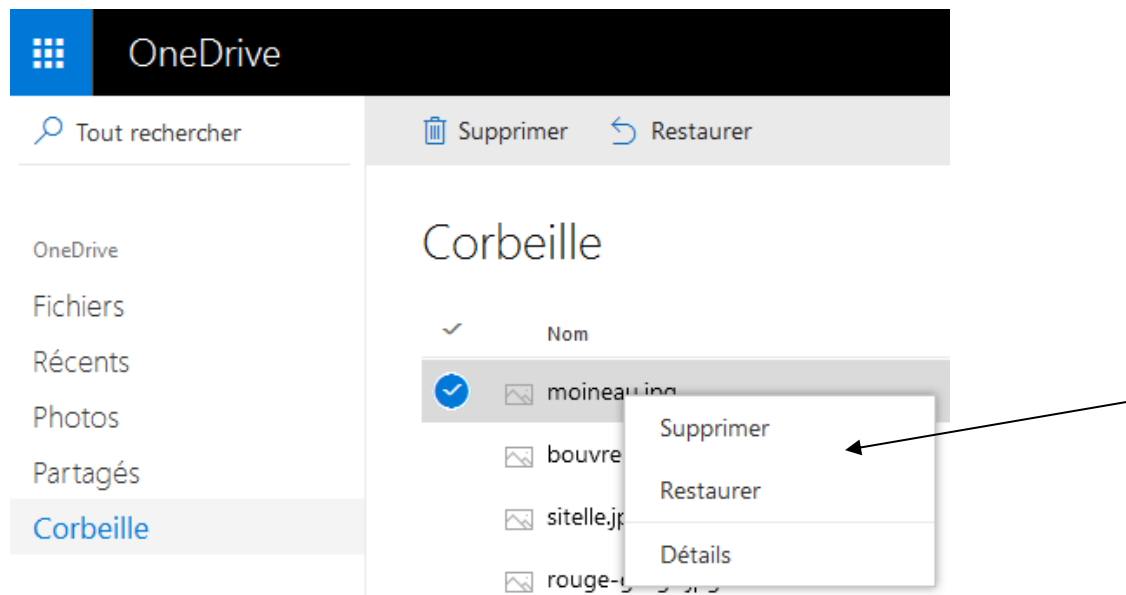 OneDrive
Tout rechercher
Supprimer Restaurer
OneDrive
Fichiers
Récents
Photos
Partagés
Corbeille
Corbeille
Nom
moineau.jpg
bouvre
sitelle.jp
rouge-g
Supprimer
Restaurer
Détails